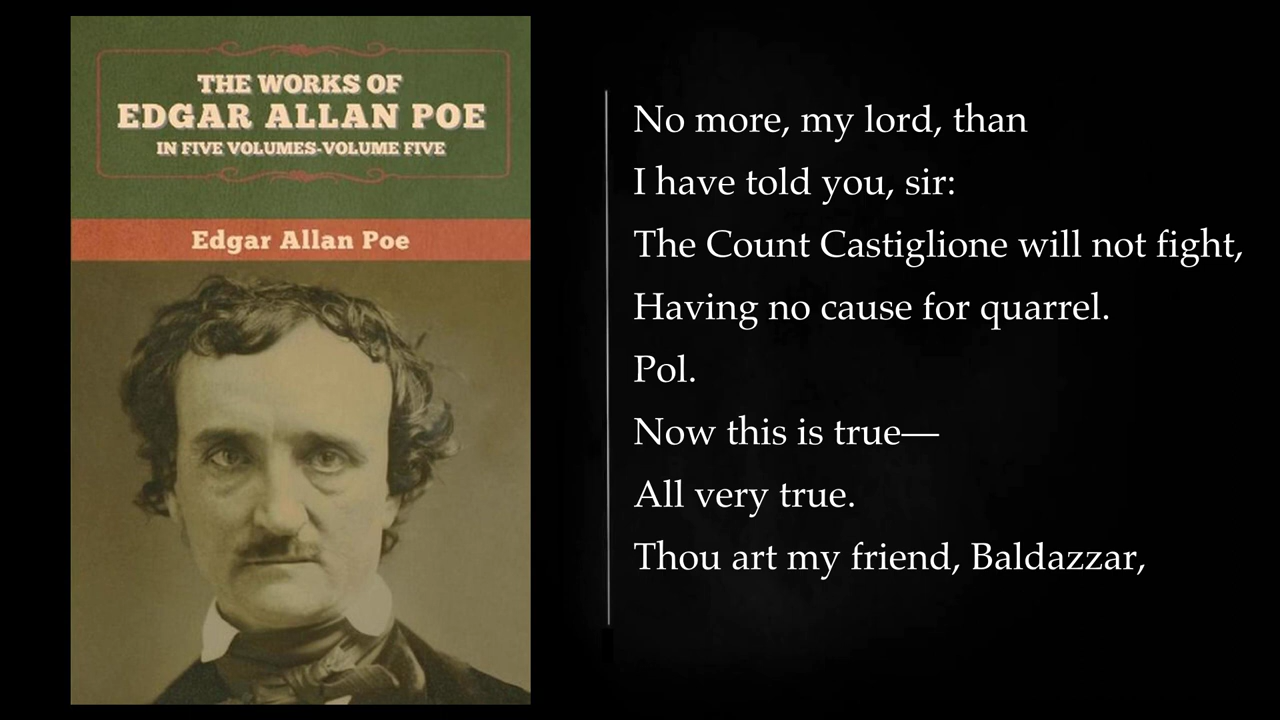 THE WORKS OF
EDGAR ALLAN POE
IN FIVE VOLUMES-VOLUME FIVE
Edgar Allan Poe
No more, my lord, than
I have told you, sir:
The Count Castiglione will not fight,
Having no cause for quarrel.
Pol.
Now this is true—
All very true.
Thou art my friend, Baldazzar,